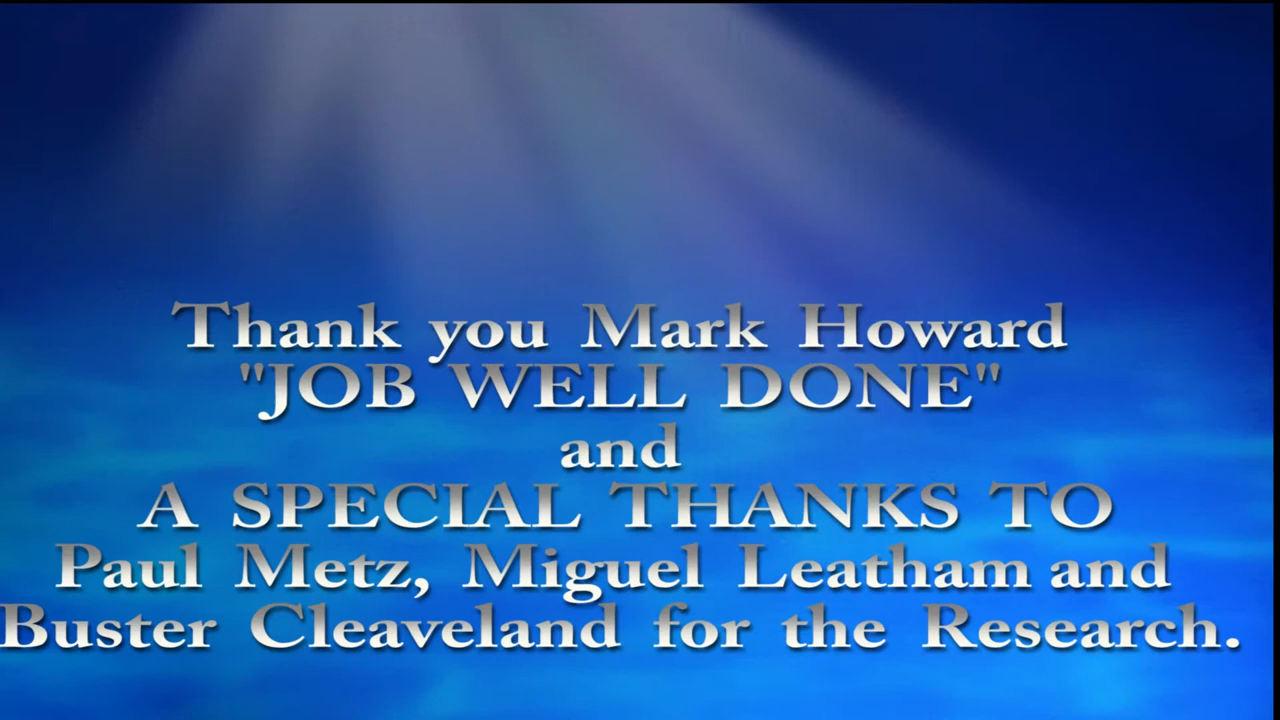 Thank you Mark Howard
"JOB WELL DONE"
and
A SPECIAL THANKS TO
Paul Metz, Miguel Leatham and
Buster Cleaveland for the Research.